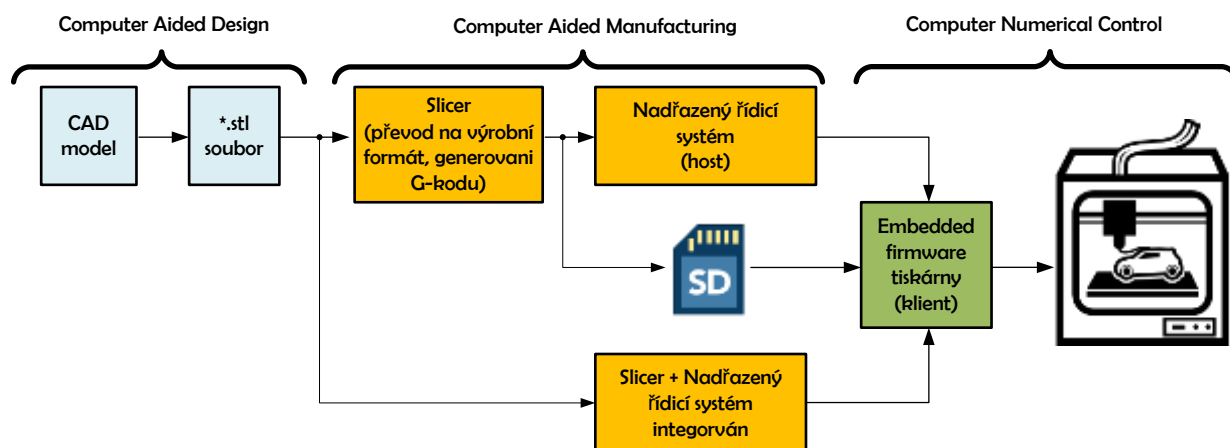 Computer Aided Design
Computer Aided Manufacturing
Computer Numerical Control
CAD
model
*.stl
soubor
Slicer
(převod na výrobní
formát, generovani
G-kodu)
Nadřazený řídicí
systém
(host)
SD
Embedded
firmware
tiskárny
(klient)
Slicer + Nadřazený
řídicí systém
integorván